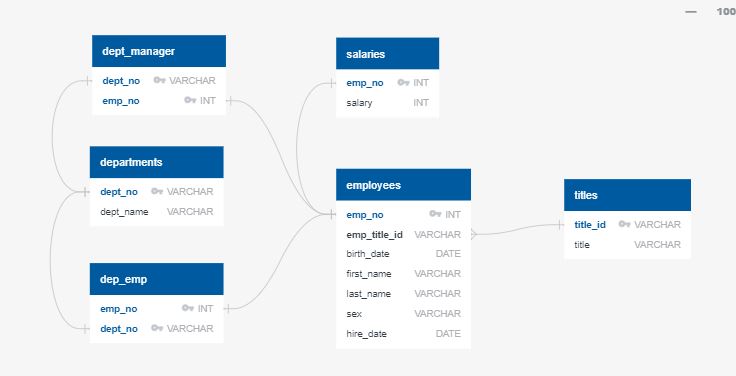 100
dept_manager
dept_no VARCHAR
emp_no INT
salaries
emp_no INT
salary INT
departments
dept_no VARCHAR
dept_name VARCHAR
employees
emp_no INT
emp_title_id VARCHAR
birth_date DATE
first_name VARCHAR
last_name VARCHAR
sex VARCHAR
hire_date DATE
titles
title_id VARCHAR
title VARCHAR
dep_emp
emp_no INT
dept_no VARCHAR